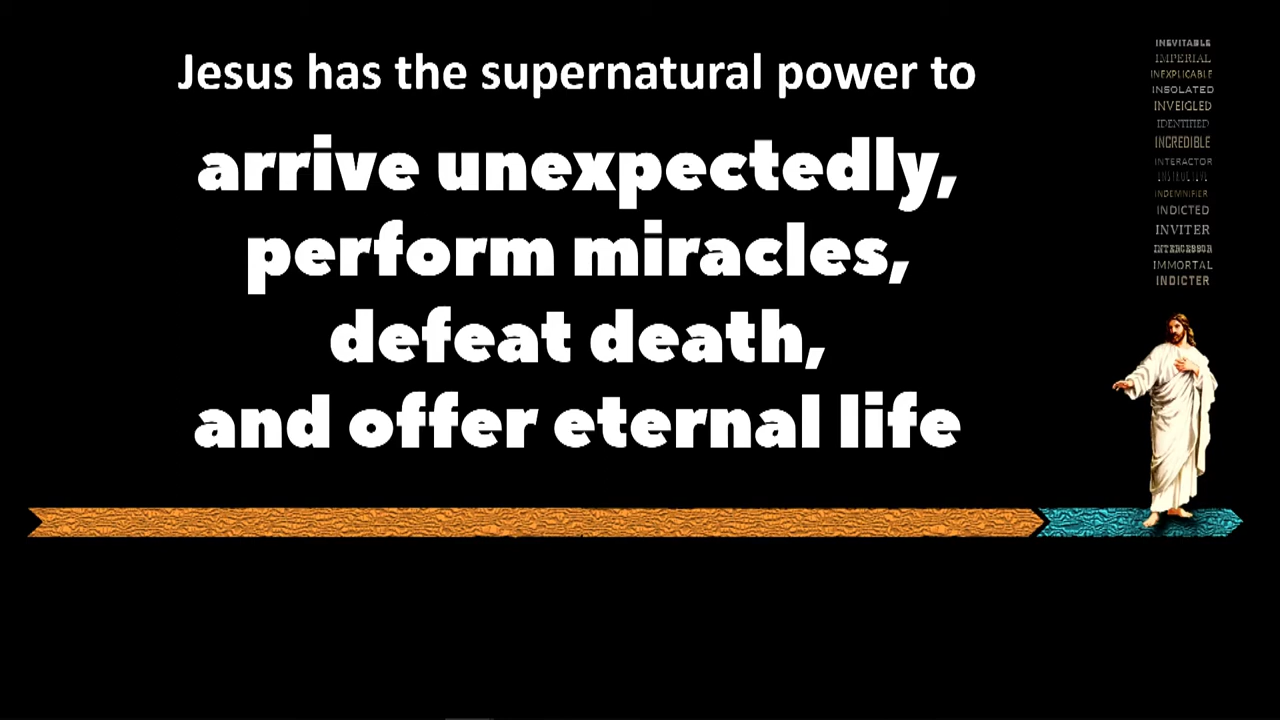 Jesus has the supernatural power to
arrive unexpectedly,
perform miracles,
defeat death,
and offer eternal life
INEVITABLE
IMPERIAL
INEXPLICABLE
INSOLATED
INVEIGLED
IDENTIFIED
INCREDIBLE
INTERACTOR
INDEMNIFIER
INDICTED
INVITER
INTERCESSOR
IMMORTAL
INDICTER